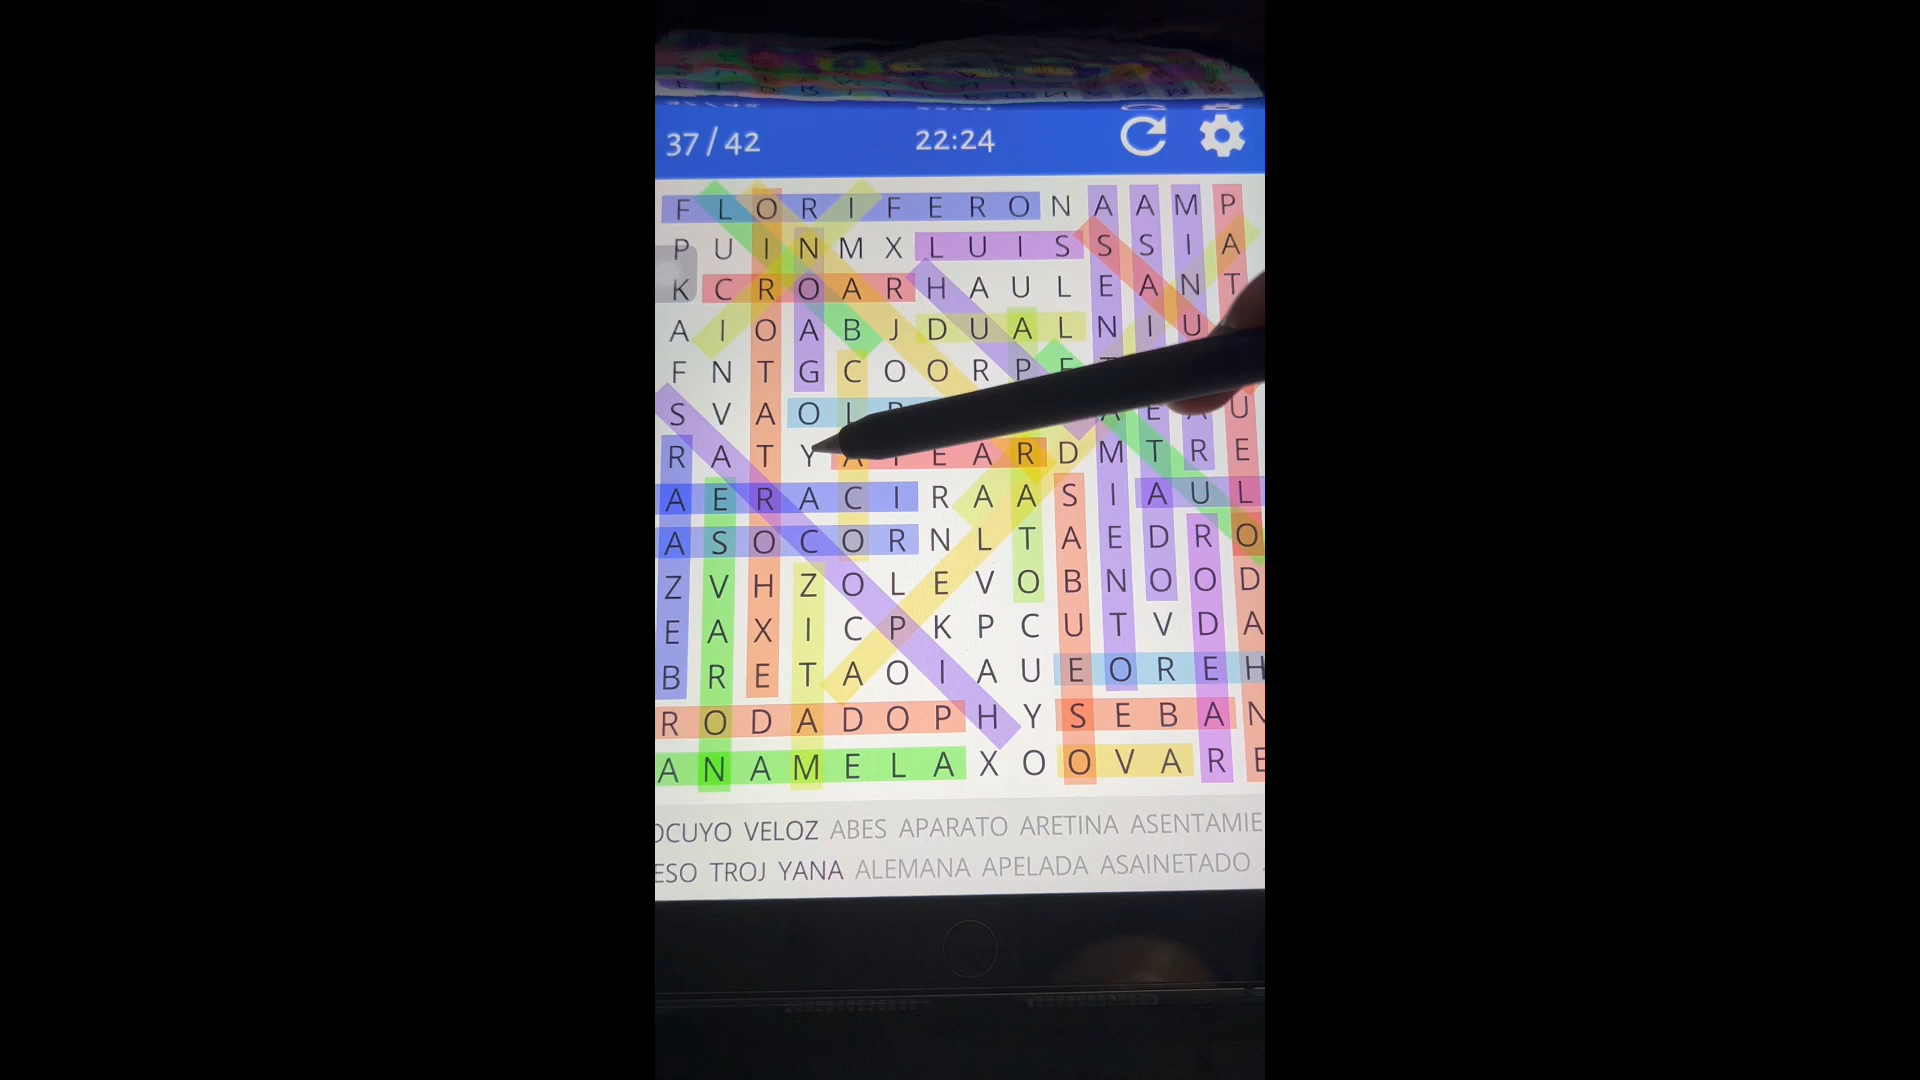 37 / 42 22:24
F L O R I F E R O N A A M P
P U I N M X L U I S S S I A
K C R O A R H A U L E A N T
A I O A B J D U A L N I U
F N T G C O O R P
S V A O E U
R A T Y A E A R D M T R E
A E R A C I R A A S I A U L
A S O C O R N L T A E D R O
Z V H Z O L E V O B N O O D
E A X I C P K P C U T V D A
B R E T A O I A U E O R E H
R O D A D O P H Y S E B A N
A N A M E L A X O O V A R E
OCUYO VELOZ ABES APARATO ARETINA ASENTAMIE
ESO TROJ YANA ALEMANA APELADA ASAINETADO